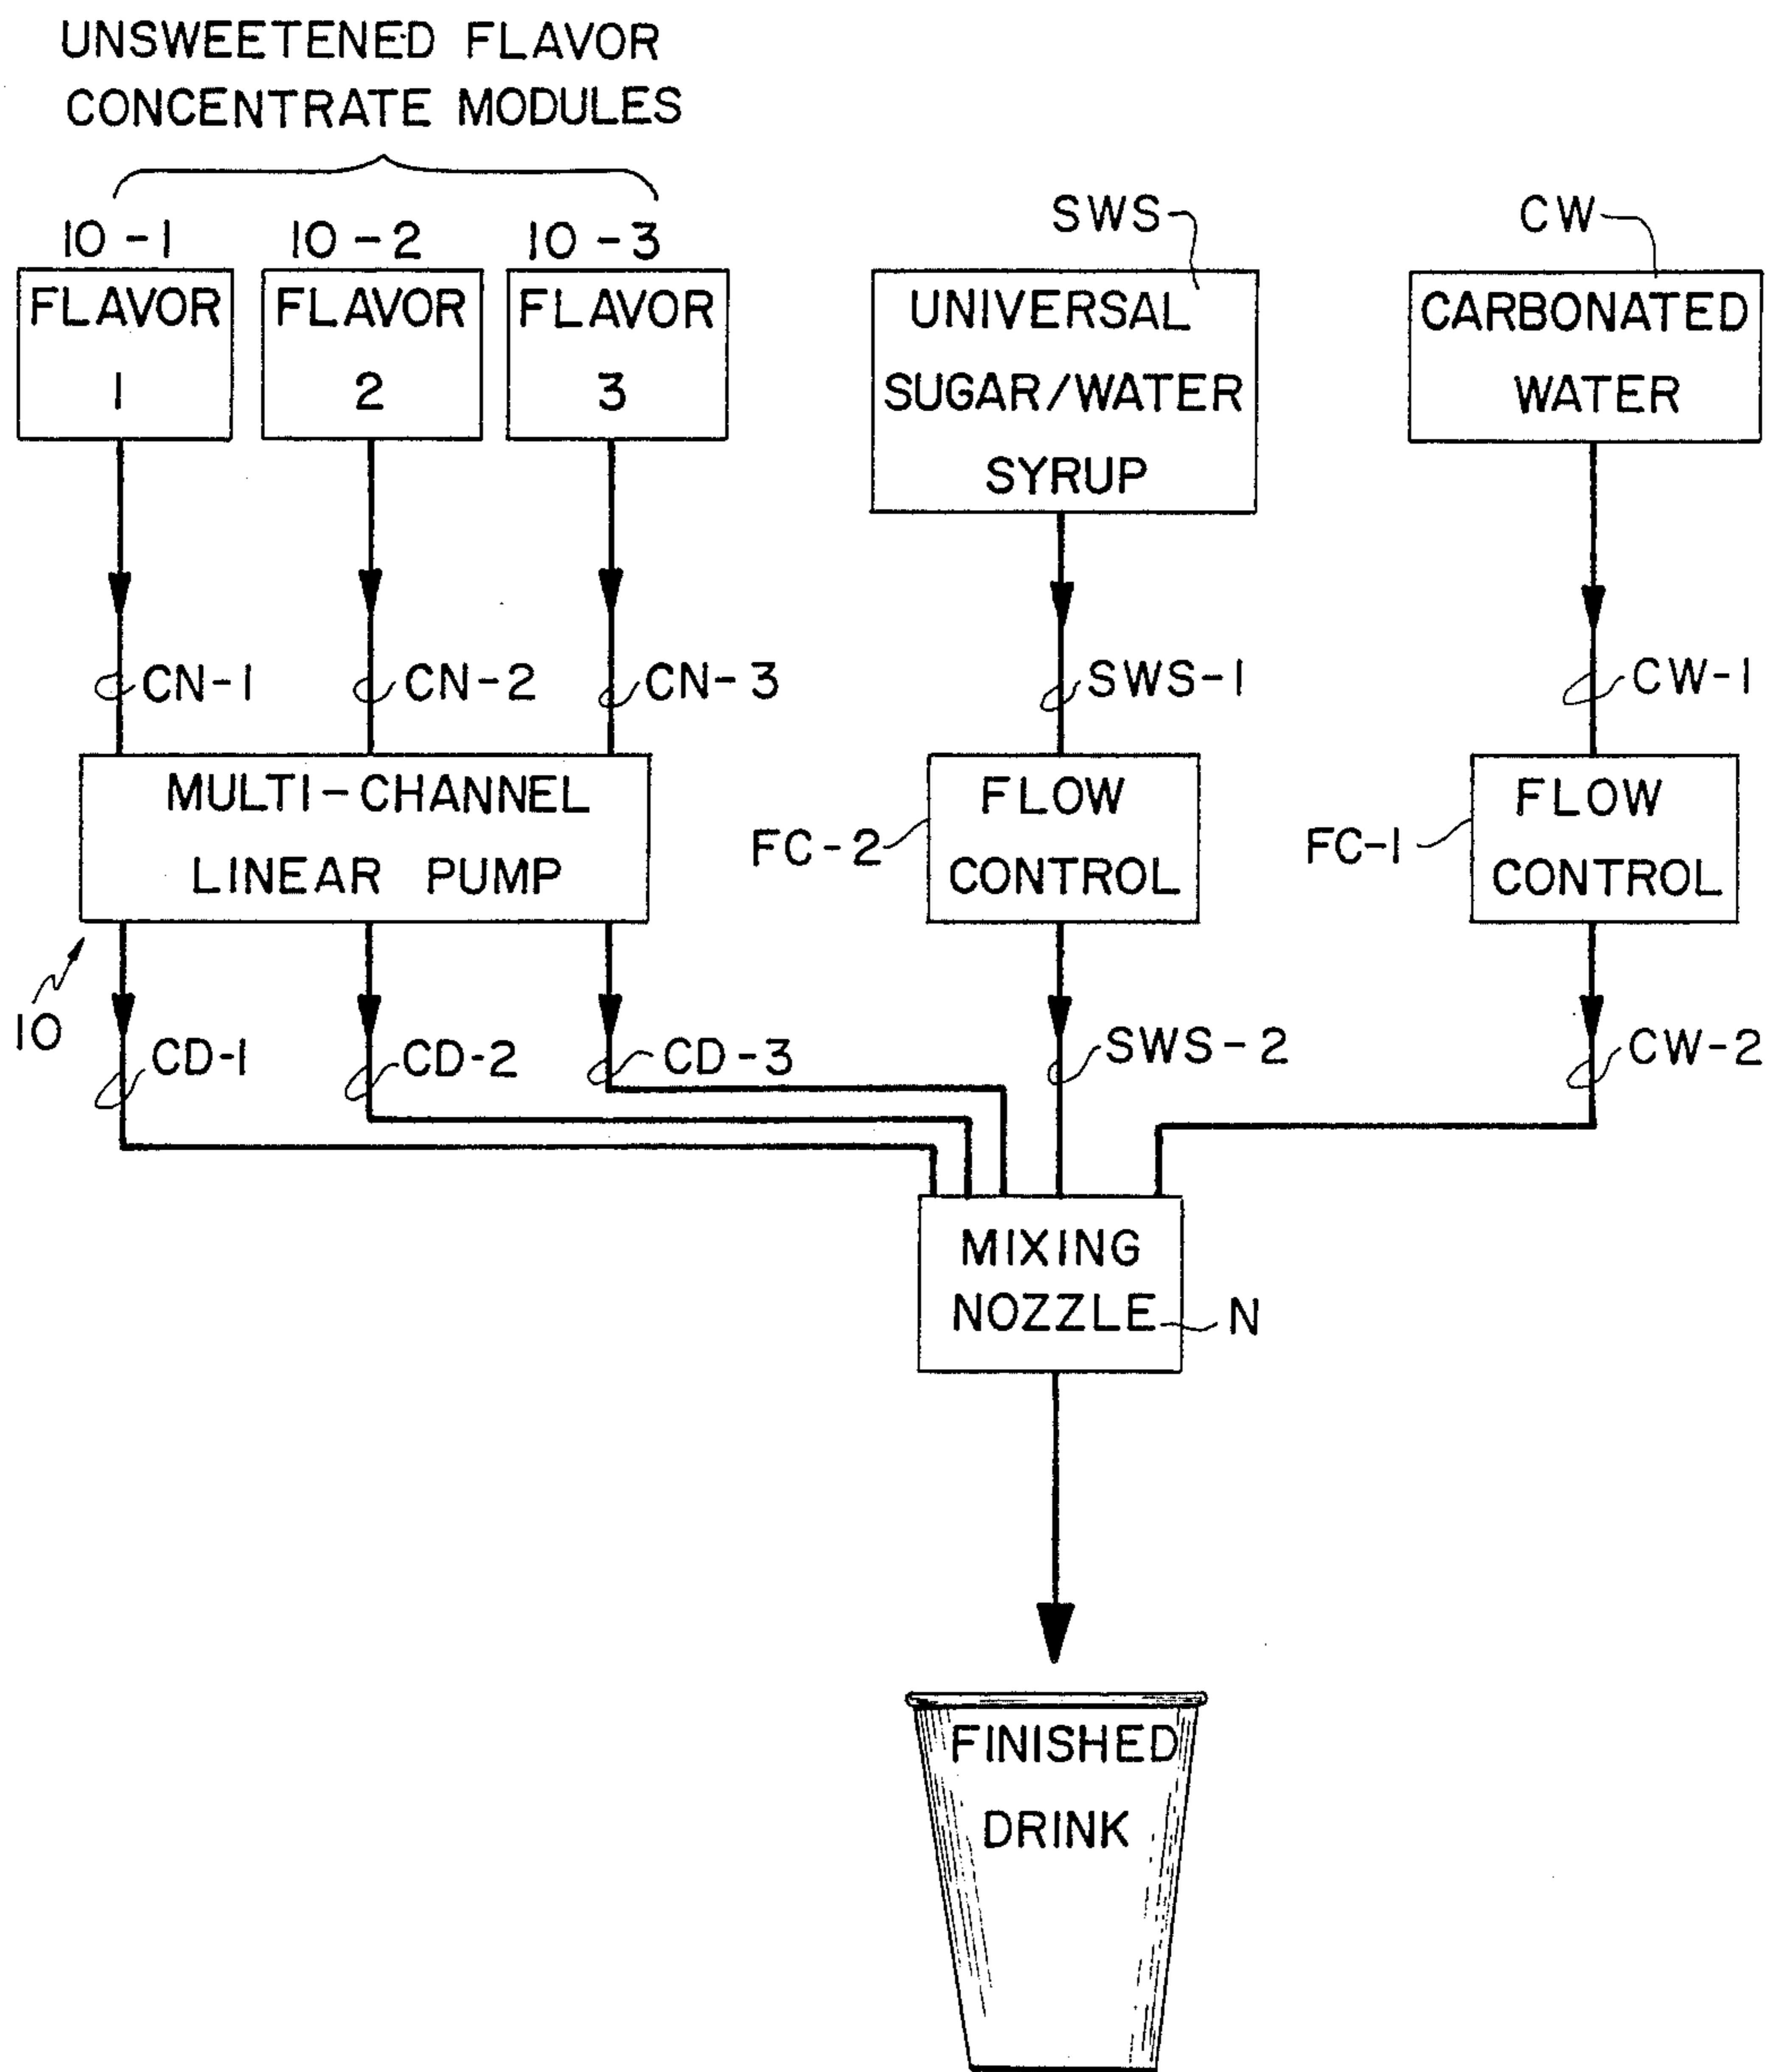 UNSWEETENED FLAVOR
CONCENTRATE MODULES
10-1 10-2 10-3
SWS
CW
FLAVOR
1
FLAVOR
2
FLAVOR
3
UNIVERSAL
SUGAR/WATER
SYRUP
CARBONATED
WATER
CN-1
CN-2
CN-3
SWS-1
CW-1
MULTI-CHANNEL
LINEAR PUMP
FC-2
FLOW
CONTROL
FC-1
FLOW
CONTROL
10
CD-1
CD-2
CD-3
SWS-2
CW-2
MIXING
NOZZLE
N
FINISHED
DRINK